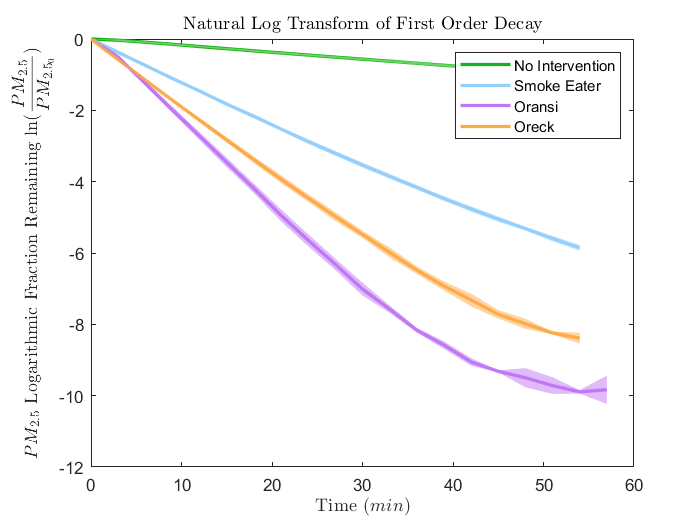 Natural Log Transform of First Order Decay
PM2.5 Logarithmic Fraction Remaining ln(PM2.5/PM2.50)
0
-2
-4
-6
-8
-10
-12
No Intervention
Smoke Eater
Oransi
Oreck
0 10 20 30 40 50 60
Time (min)